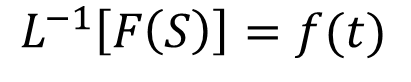 L⁻¹[F(S)] = f(t)